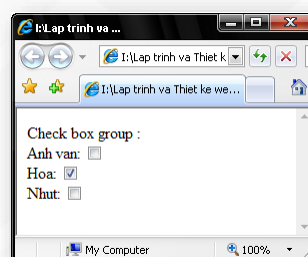 I:\Lap trinh va ...
I:\Lap trinh va Thiet k
I:\Lap trinh va Thiet ke we...
Check box group :
Anh van:
Hoa:
Nhut:
My Computer
100%